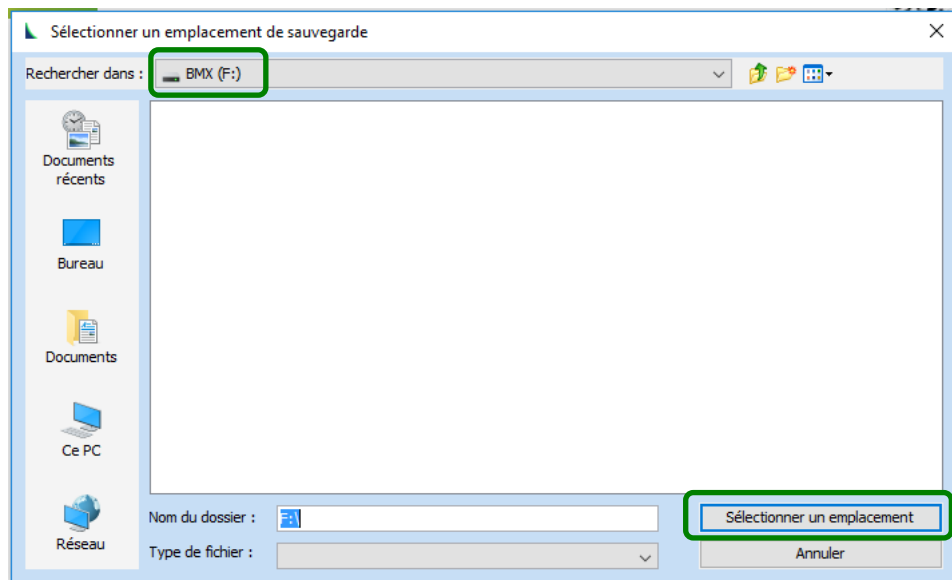 Sélectionner un emplacement de sauvegarde
Rechercher dans :
BMX (F:)
Documents
récents
Bureau
Documents
Ce PC
Réseau
Nom du dossier :
F:\
Sélectionner un emplacement
Type de fichier :
Annuler